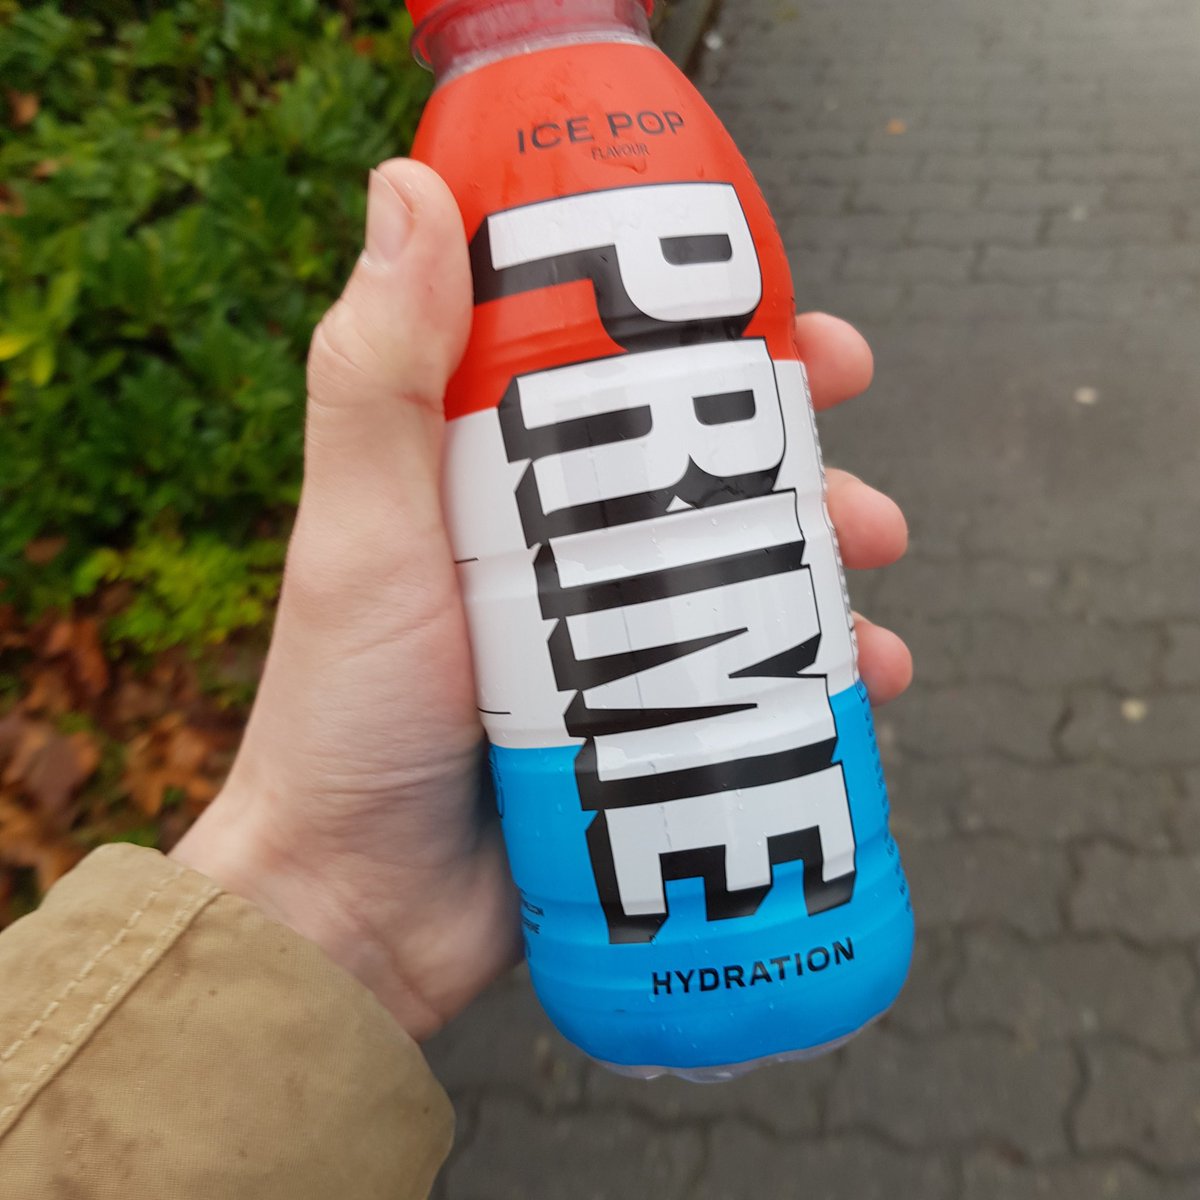 ICE POP
FLAVOUR
PRIME
HYDRATION